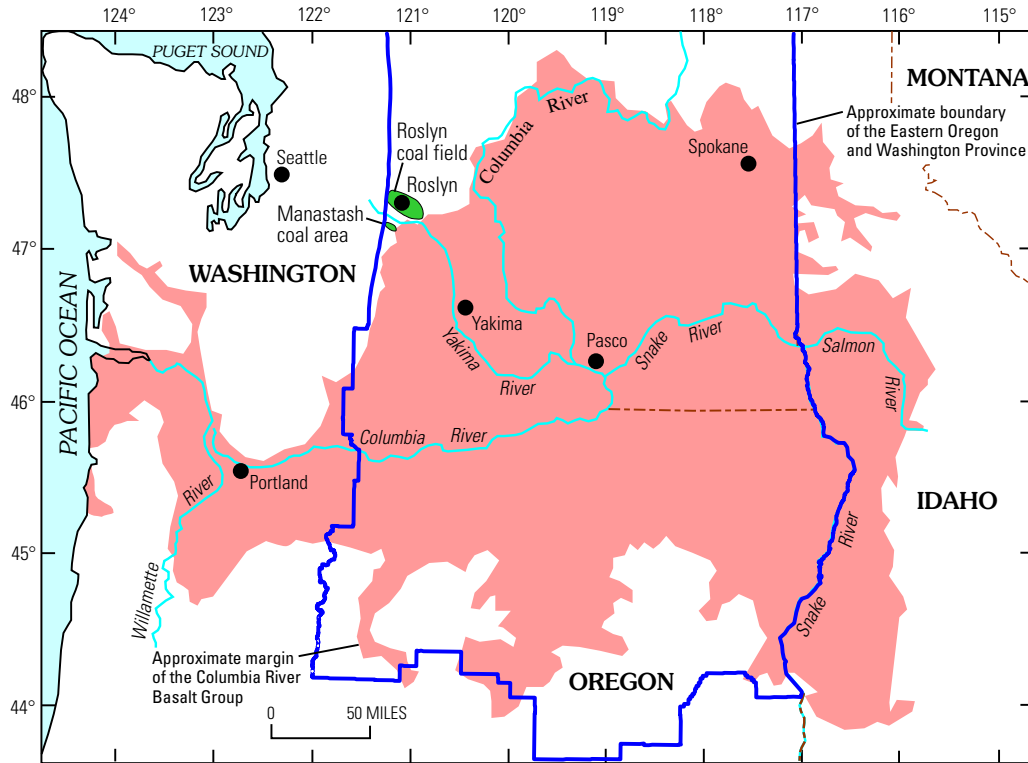 124° 123° 122° 121° 120° 119° 118° 117° 116° 115°
PUGET SOUND
48°
MONTANA
Columbia River
Approximate boundary
of the Eastern Oregon
and Washington Province
Roslyn
coal field
Seattle
Spokane
Roslyn
Manastash
coal area
47°
WASHINGTON
PACIFIC OCEAN
Yakima
Yakima River
Pasco
Snake River
Salmon River
46°
Columbia River
Portland
Willamette River
IDAHO
45°
Snake River
Approximate margin
of the Columbia River
Basalt Group
OREGON
44°
0 50 MILES